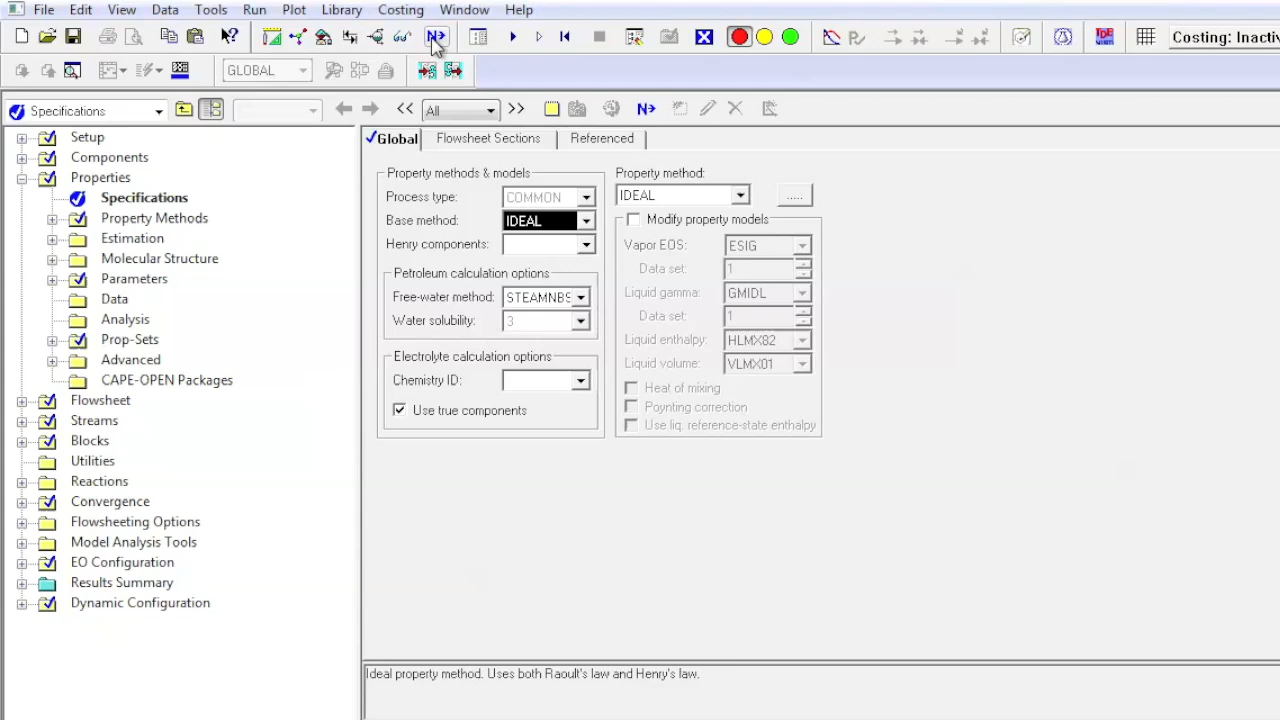 File Edit View Data Tools Run Plot Library Costing Window Help
N> Costing: Inacti
GLOBAL
Specifications << All >> N>
Setup
Components
Properties
Specifications
Property Methods
Estimation
Molecular Structure
Parameters
Data
Analysis
Prop-Sets
Advanced
CAPE-OPEN Packages
Flowsheet
Streams
Blocks
Utilities
Reactions
Convergence
Flowsheeting Options
Model Analysis Tools
EO Configuration
Results Summary
Dynamic Configuration
Global Flowsheet Sections Referenced
Property methods & models
Process type: COMMON
Base method: IDEAL
Henry components:
Petroleum calculation options
Free-water method: STEAMNBS
Water solubility: 3
Electrolyte calculation options
Chemistry ID:
Use true components
Property method:
IDEAL .....
Modify property models
Vapor EOS: ESIG
Data set: 1
Liquid gamma: GMIDL
Data set: 1
Liquid enthalpy: HLMX82
Liquid volume: VLMX01
Heat of mixing
Poynting correction
Use liq. reference-state enthalpy
Ideal property method. Uses both Raoult's law and Henry's law.